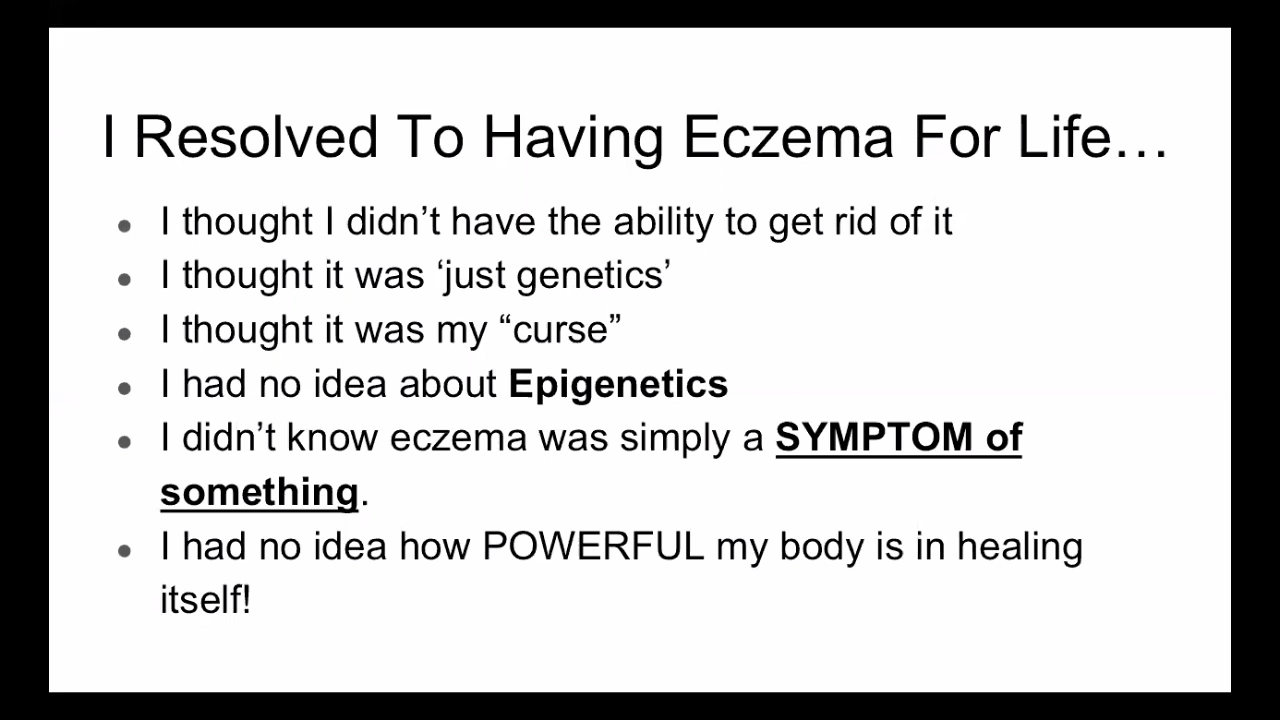 I Resolved To Having Eczema For Life…
● I thought I didn’t have the ability to get rid of it
● I thought it was ‘just genetics’
● I thought it was my “curse”
● I had no idea about Epigenetics
● I didn’t know eczema was simply a SYMPTOM of
something.
● I had no idea how POWERFUL my body is in healing
itself!